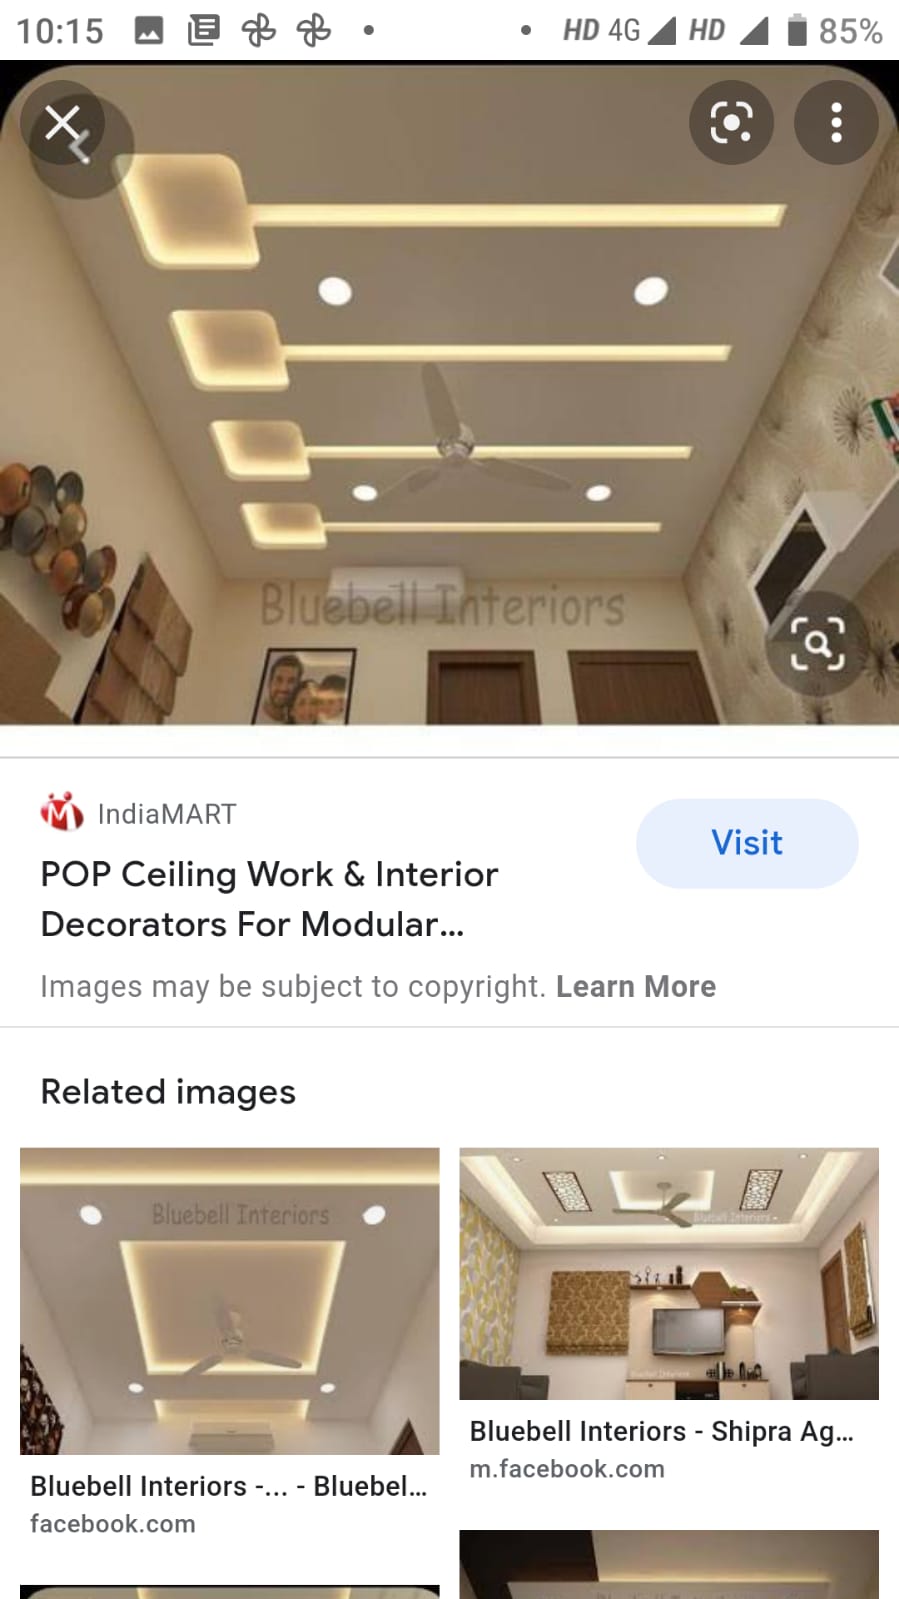 10:15
HD 4G HD 85%
Bluebell Interiors
IndiaMART
Visit
POP Ceiling Work & Interior
Decorators For Modular...
Images may be subject to copyright. Learn More
Related images
Bluebell Interiors
Bluebell Interiors
Bluebell Interiors -... - Bluebel...
facebook.com
Bluebell Interiors - Shipra Ag...
m.facebook.com